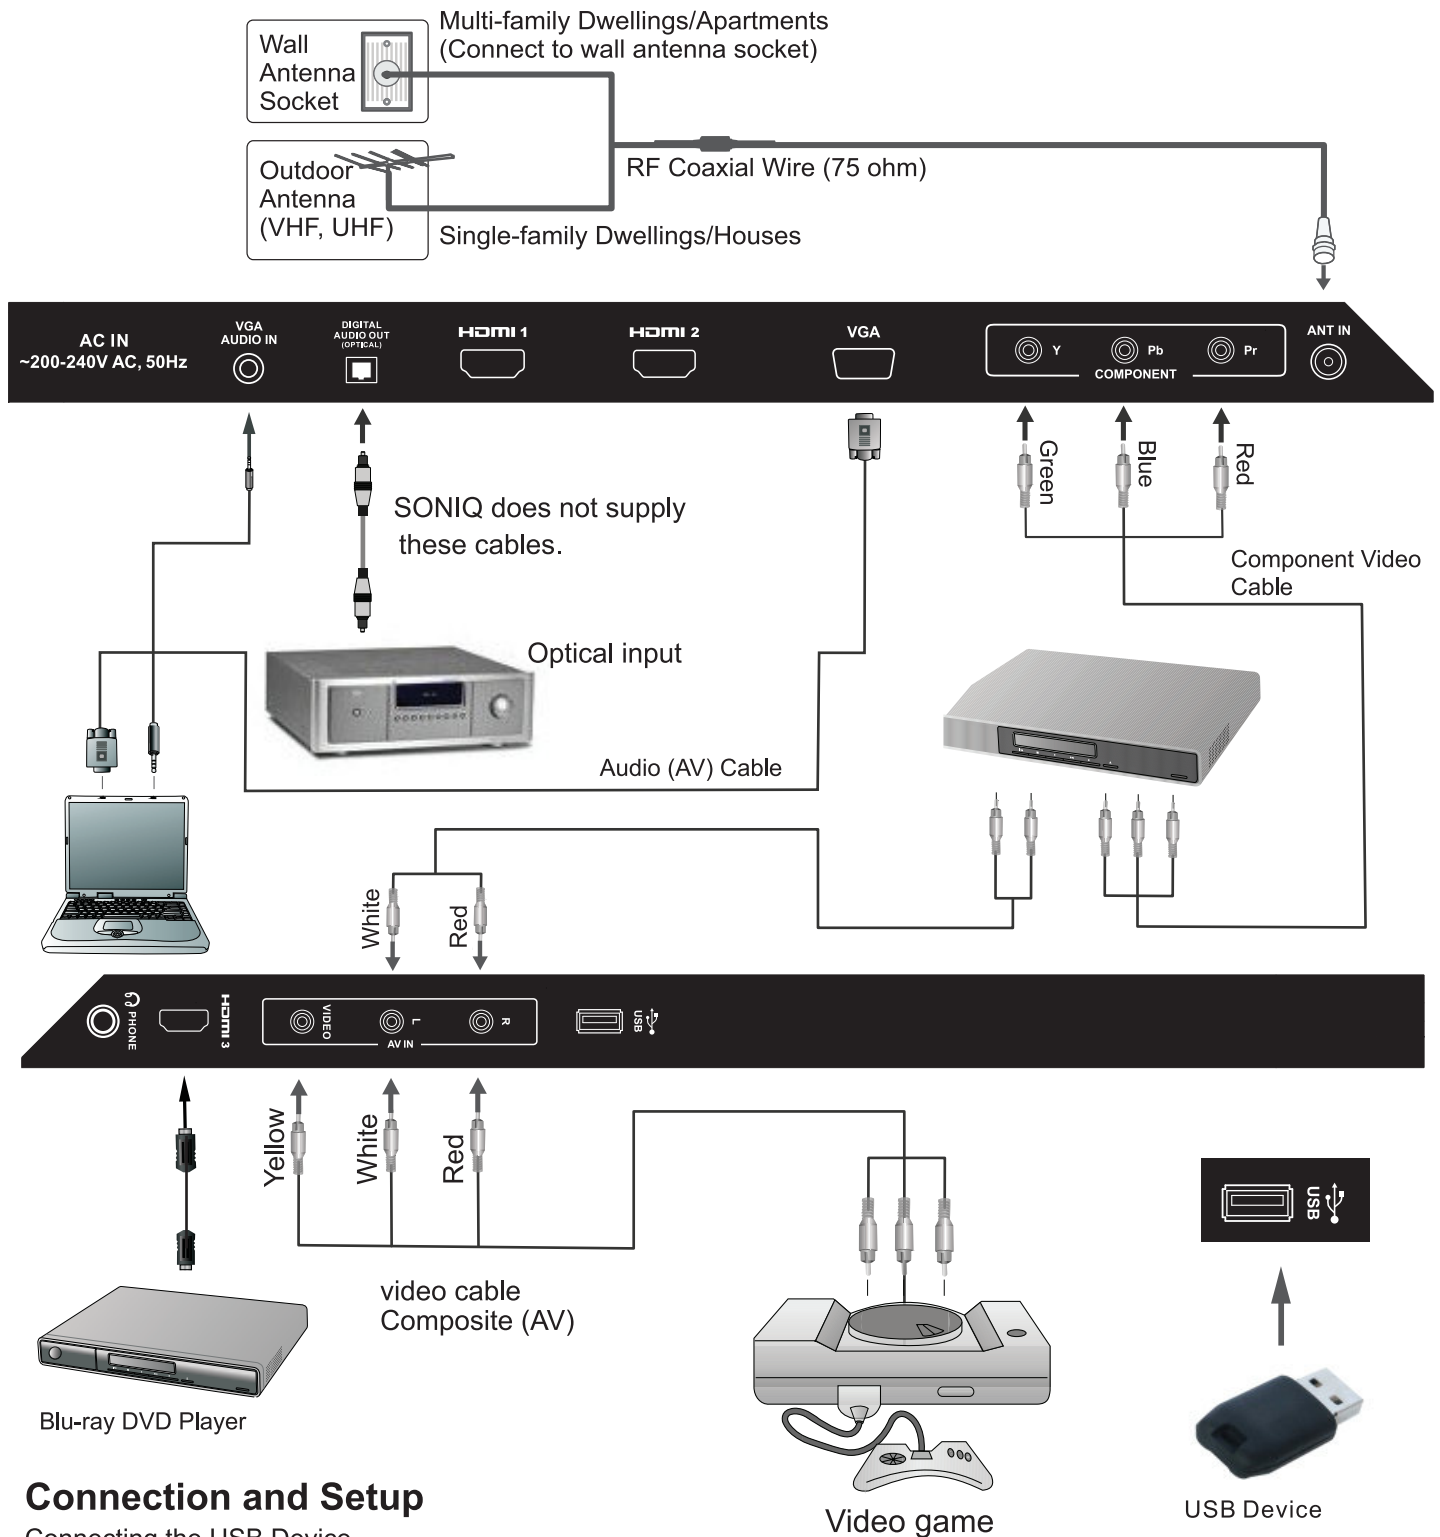 Multi-family Dwellings/Apartments
(Connect to wall antenna socket)
Wall
Antenna
Socket
RF Coaxial Wire (75 ohm)
Outdoor
Antenna
(VHF, UHF)
Single-family Dwellings/Houses
AC IN
~200-240V AC, 50Hz
VGA
AUDIO IN
DIGITAL
AUDIO OUT
(OPTICAL)
HDMI 1
HDMI 2
VGA
Y
Pb
Pr
COMPONENT
ANT IN
Green
Blue
Red
SONIQ does not supply
these cables.
Component Video
Cable
Optical input
Audio (AV) Cable
White
Red
PHONE
HDMI 3
VIDEO
L
R
AV IN
USB
Yellow
White
Red
USB
video cable
Composite (AV)
Blu-ray DVD Player
Connection and Setup
Connecting the USB Device
Video game
USB Device